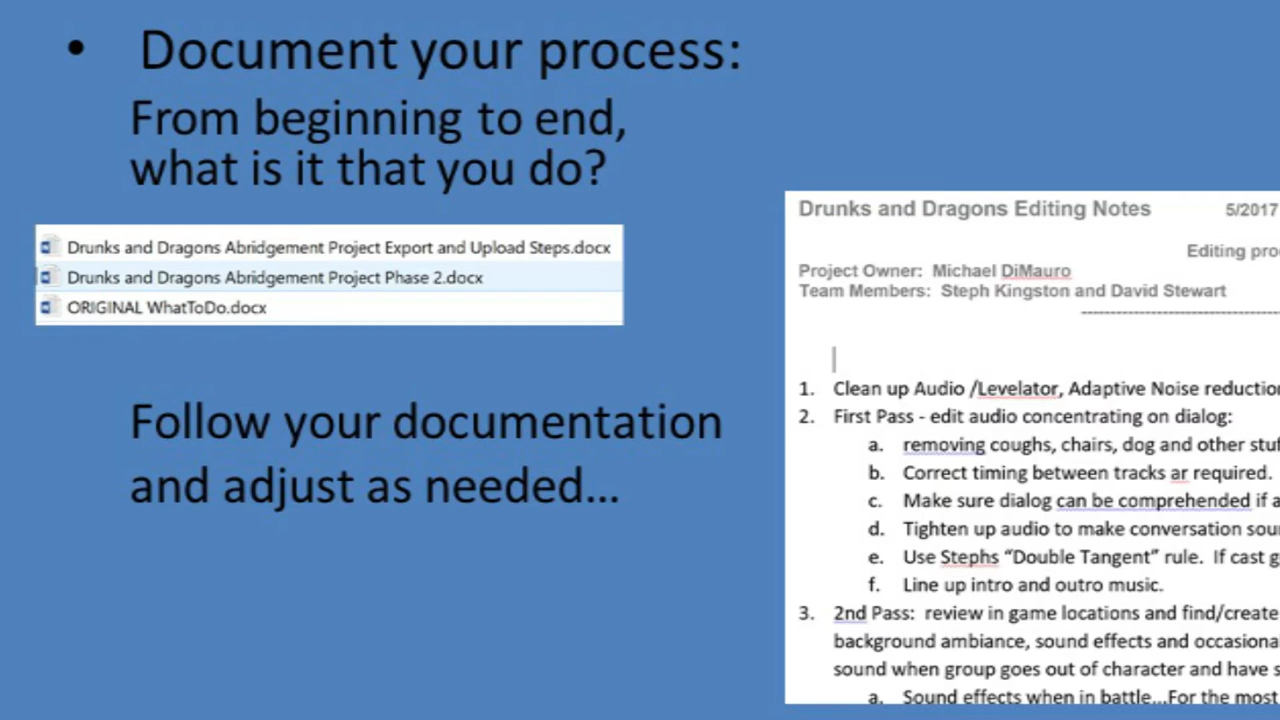 • Document your process:
From beginning to end,
what is it that you do?
Drunks and Dragons Abridgement Project Export and Upload Steps.docx
Drunks and Dragons Abridgement Project Phase 2.docx
ORIGINAL WhatToDo.docx
Follow your documentation
and adjust as needed...
Drunks and Dragons Editing Notes 5/2017
Editing
Project Owner: Michael DiMauro
Team Members: Steph Kingston and David Stewart
1. Clean up Audio /Levelator, Adaptive Noise
2. First Pass - edit audio concentrating on dialog:
a. removing coughs, chairs, dog and other
b. Correct timing between tracks ar required.
c. Make sure dialog can be comprehended if
d. Tighten up audio to make conversation
e. Use Stephs “Double Tangent” rule. If cast
f. Line up intro and outro music.
3. 2nd Pass: review in game locations and find/create
background ambiance, sound effects and
sound when group goes out of character and have
a. Sound effects when in battle...For the most